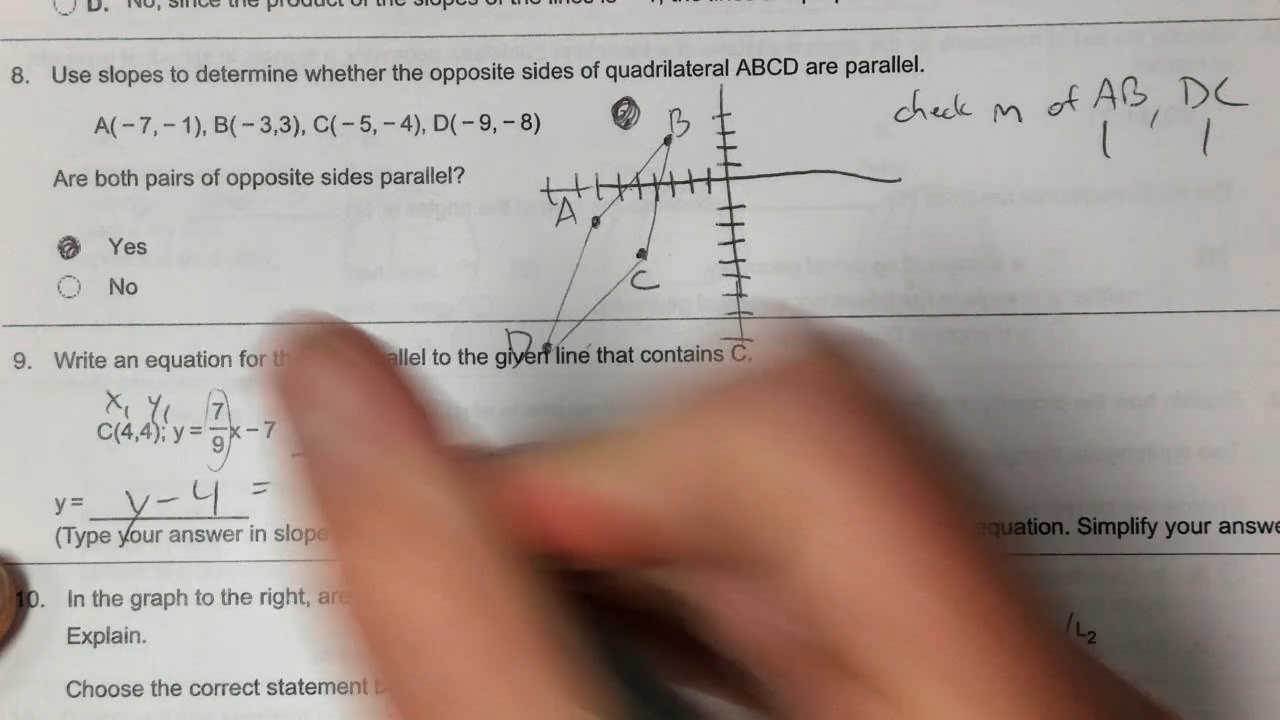 D. No, since the product of the slopes of the lines is
8. Use slopes to determine whether the opposite sides of quadrilateral ABCD are parallel.
A(−7,−1), B(−3,3), C(−5,−4), D(−9,−8)
check m of AB, DC
1 1
B
Are both pairs of opposite sides parallel?
A
Yes
C
No
D
9. Write an equation for th allel to the given line that contains C.
x₁ y₁
C(4,4); y = 7/9 x − 7
y = y − 4 =
(Type your answer in slope equation. Simplify your answe
10. In the graph to the right, are
Explain.
L₂
Choose the correct statement